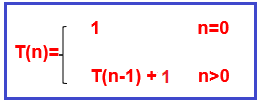 1 n=0
T(n)=
T(n-1) + 1 n>0